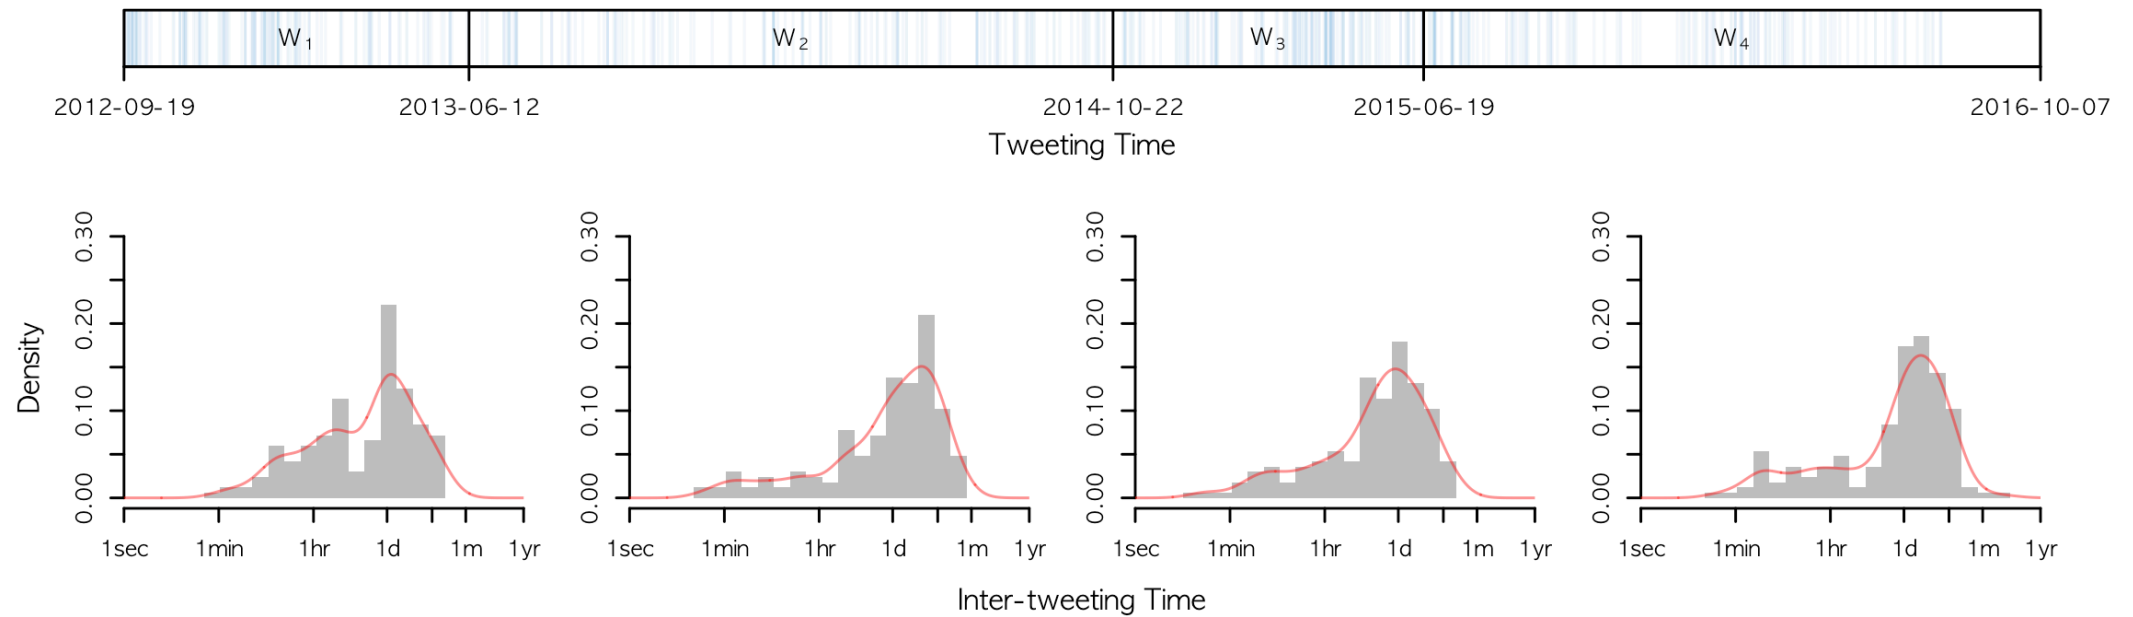 W₁ W₂ W₃ W₄
2012-09-19 2013-06-12 2014-10-22 2015-06-19 2016-10-07
Tweeting Time
Density
0.00 0.10 0.20 0.30
0.00 0.10 0.20 0.30
0.00 0.10 0.20 0.30
0.00 0.10 0.20 0.30
1sec 1min 1hr 1d 1m 1yr 1sec 1min 1hr 1d 1m 1yr 1sec 1min 1hr 1d 1m 1yr 1sec 1min 1hr 1d 1m 1yr
Inter-tweeting Time